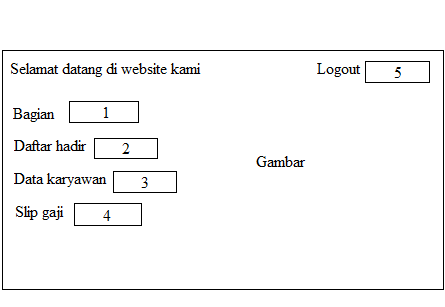 Selamat datang di website kami
Logout 5
Bagian 1
Daftar hadir 2
Data karyawan 3
Slip gaji 4
Gambar